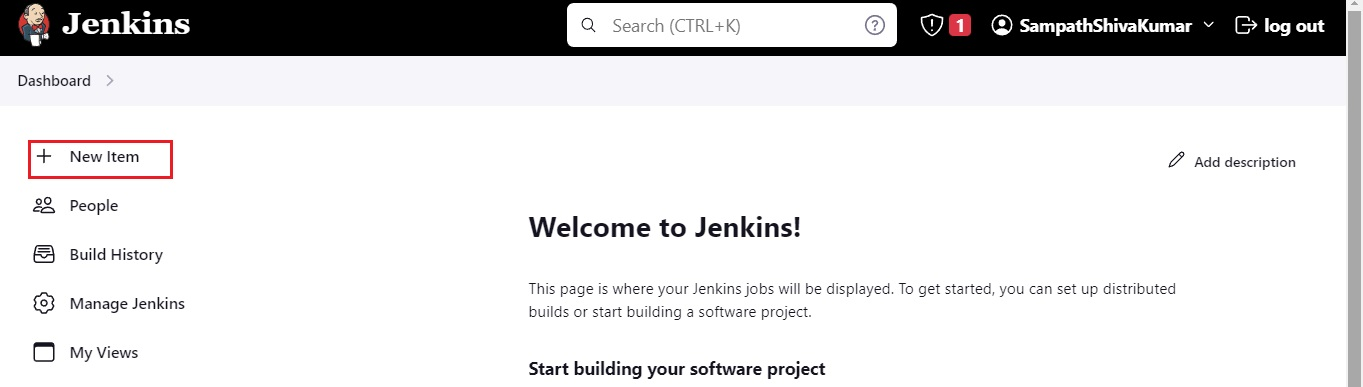 Jenkins
Search (CTRL+K)
1
SampathShivaKumar
log out
Dashboard
New Item
People
Build History
Manage Jenkins
My Views
Add description
Welcome to Jenkins!
This page is where your Jenkins jobs will be displayed. To get started, you can set up distributed
builds or start building a software project.
Start building your software project